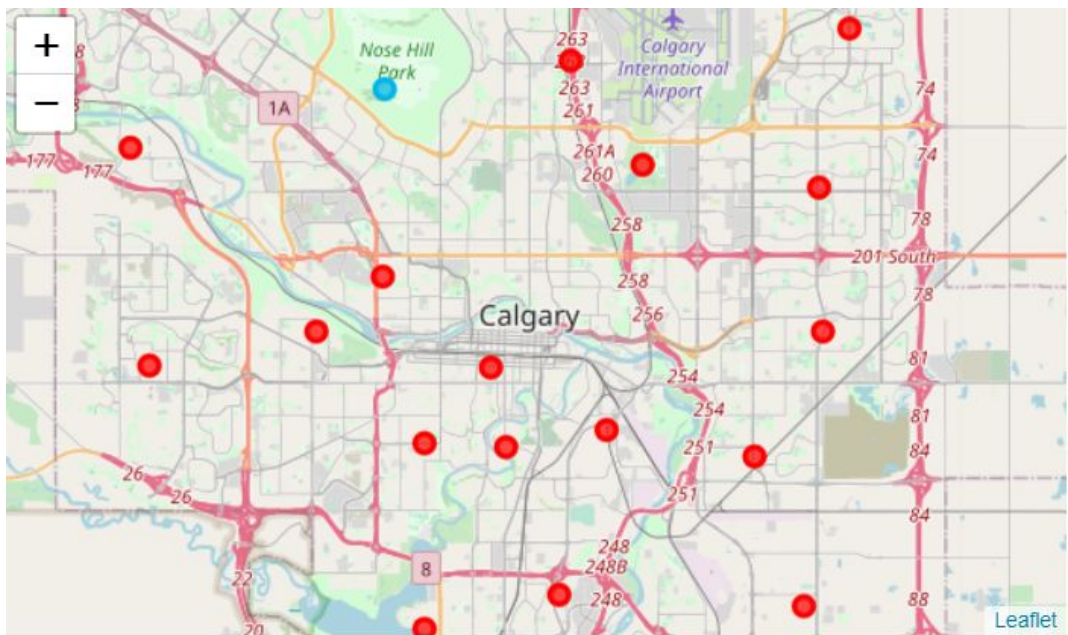 +
−
Nose Hill
Park
Calgary
International
Airport
263
263
261
261A
260
258
258
256
254
254
251
251
248
248B
248
1A
177
177
74
74
78
201 South
78
81
81
84
84
88
Calgary
26
26
22
20
8
Leaflet